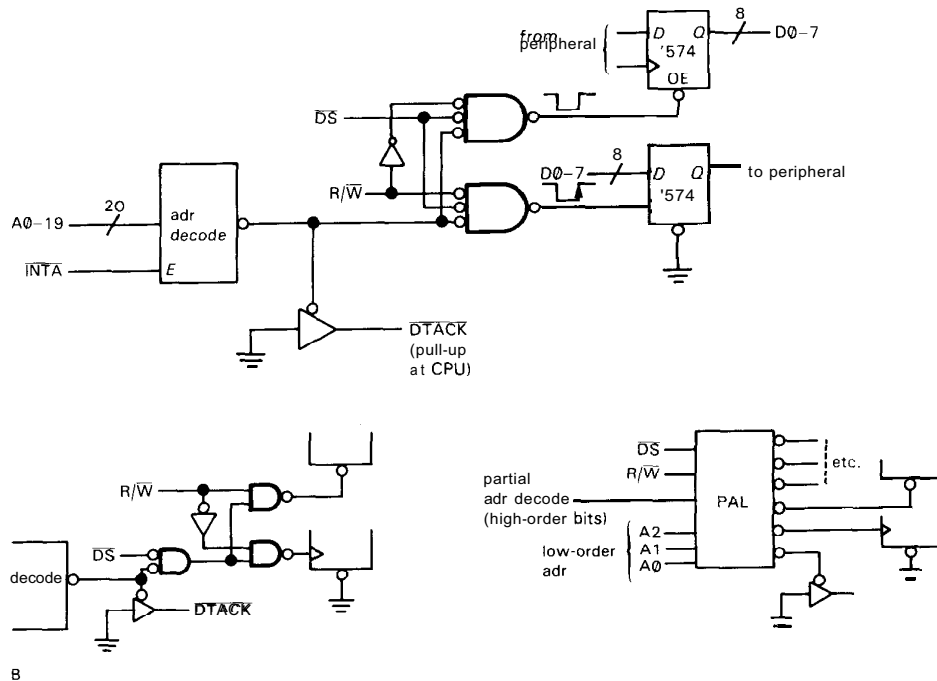 from
peripheral
D Q
'574
OE
8
D0-7
DS
R/W
D0-7
8
D Q
'574
to peripheral
A0-19
20
adr
decode
INTA
E
DTACK
(pull-up
at CPU)
R/W
DS
decode
DTACK
B
DS
R/W
partial
adr decode
(high-order bits)
PAL
etc.
low-order
adr
A2
A1
A0